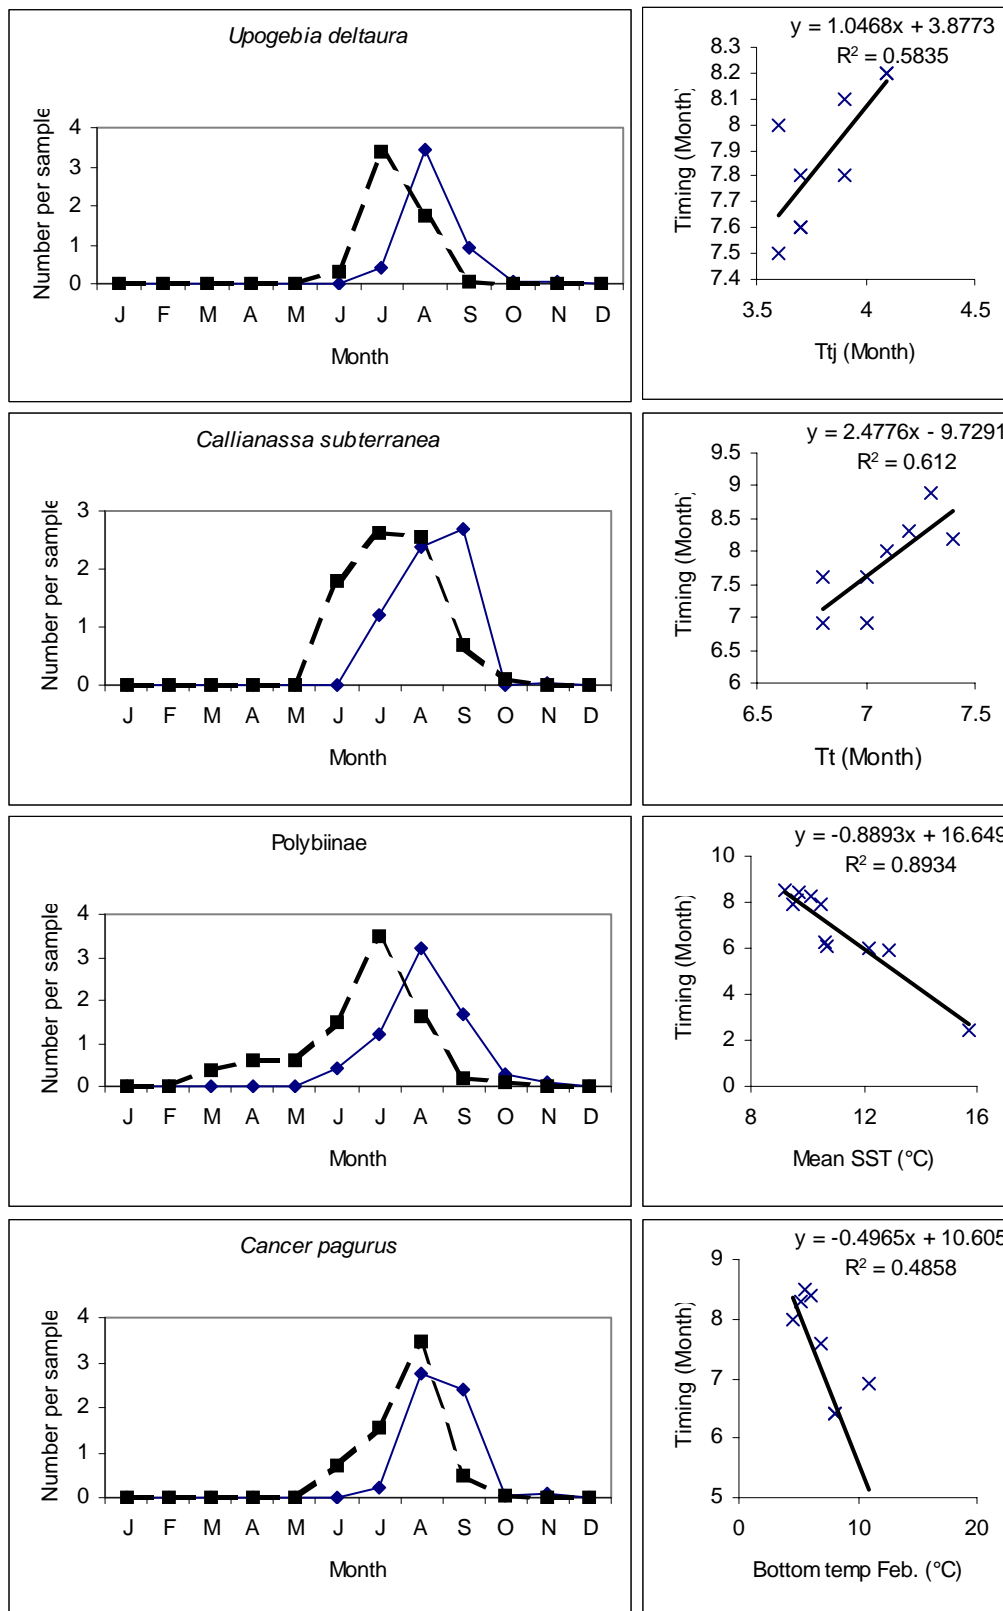 Upogebia deltaura
Number per sample
4
3
2
1
0
J F M A M J J A S O N D
Month
y = 1.0468x + 3.8773
R² = 0.5835
Timing (Month)
8.3
8.2
8.1
8
7.9
7.8
7.7
7.6
7.5
7.4
3.5 4 4.5
Ttj (Month)
Callianassa subterranea
Number per sample
3
2
1
0
J F M A M J J A S O N D
Month
y = 2.4776x - 9.7291
R² = 0.612
Timing (Month)
9.5
9
8.5
8
7.5
7
6.5
6
6.5 7 7.5
Tt (Month)
Polybiinae
Number per sample
4
3
2
1
0
J F M A M J J A S O N D
Month
y = -0.8893x + 16.649
R² = 0.8934
Timing (Month)
10
8
6
4
2
0
8 12 16
Mean SST (°C)
Cancer pagurus
Number per sample
4
3
2
1
0
J F M A M J J A S O N D
Month
y = -0.4965x + 10.605
R² = 0.4858
Timing (Month)
9
8
7
6
5
0 10 20
Bottom temp Feb. (°C)